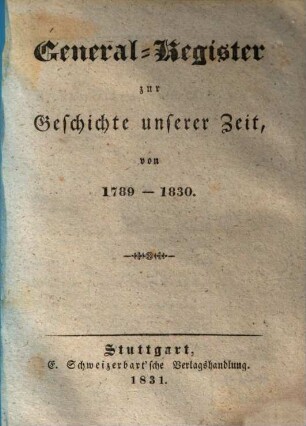 General-Register
zur
Geschichte unserer Zeit,
von
1789 — 1830.
Stuttgart,
E. Schweizerbart'sche Verlagshandlung.
1831.